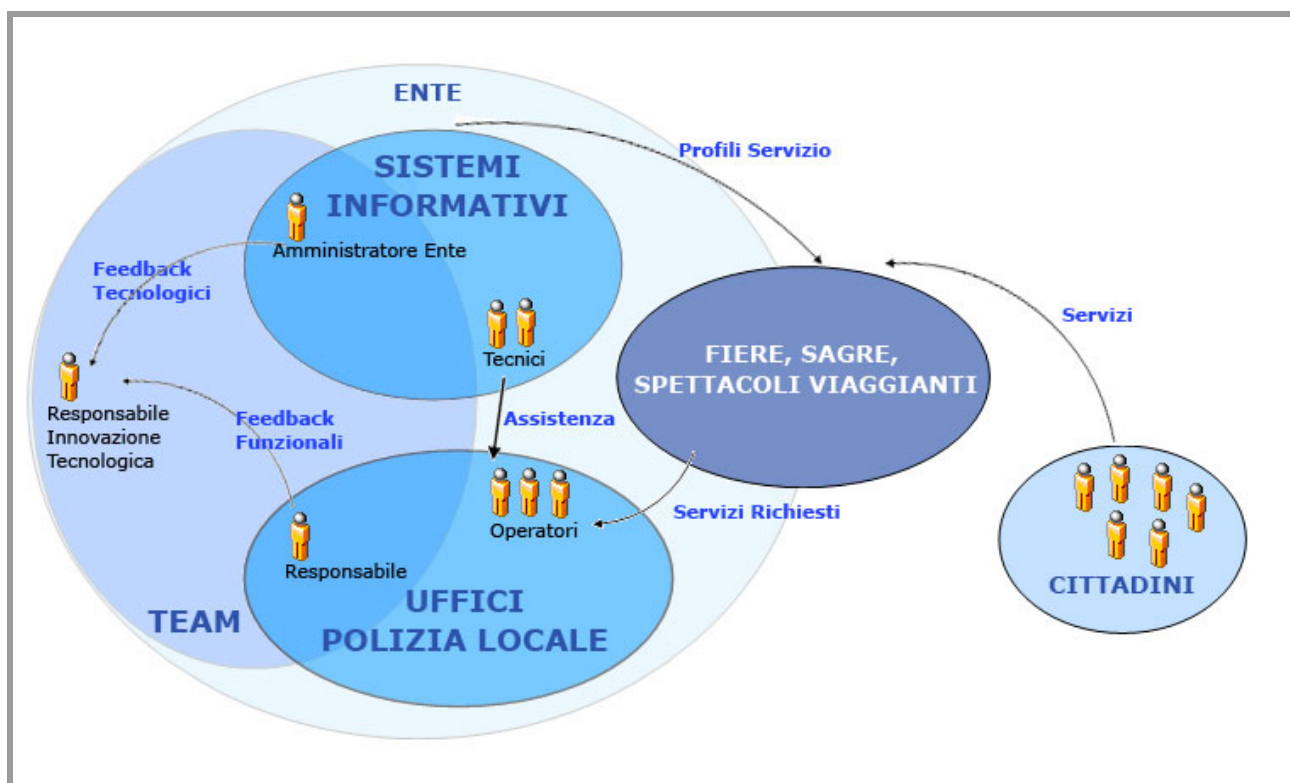 ENTE
SISTEMI
INFORMATIVI
Profili Servizio
Amministratore Ente
Feedback
Tecnologici
Servizi
Tecnici
FIERE, SAGRE,
SPETTACOLI VIAGGIANTI
Responsabile
Innovazione
Tecnologica
Feedback
Funzionali
Assistenza
Servizi Richiesti
Operatori
Responsabile
CITTADINI
TEAM
UFFICI
POLIZIA LOCALE